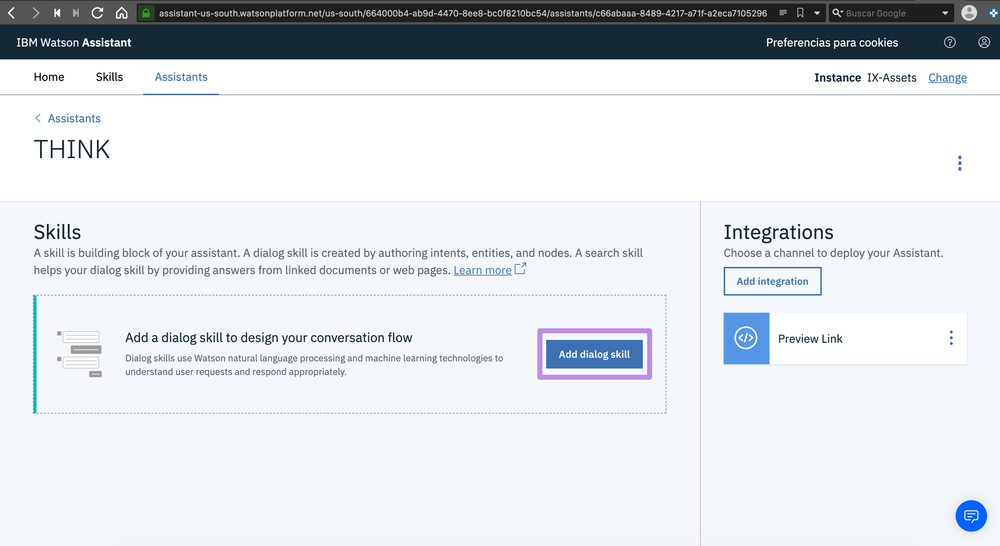 assistant-us-south.watsonplatform.net/us-south/664000b4-ab9d-4470-8ee8-bc0f8210bc54/assistants/c66abaaa-8489-4217-a71f-a2eca7105296
Buscar Google
IBM Watson Assistant
Preferencias para cookies
Home
Skills
Assistants
Instance IX-Assets Change
Assistants
THINK
Skills
A skill is building block of your assistant. A dialog skill is created by authoring intents, entities, and nodes. A search skill
helps your dialog skill by providing answers from linked documents or web pages. Learn more
Add a dialog skill to design your conversation flow
Dialog skills use Watson natural language processing and machine learning technologies to
understand user requests and respond appropriately.
Add dialog skill
Integrations
Choose a channel to deploy your Assistant.
Add integration
Preview Link